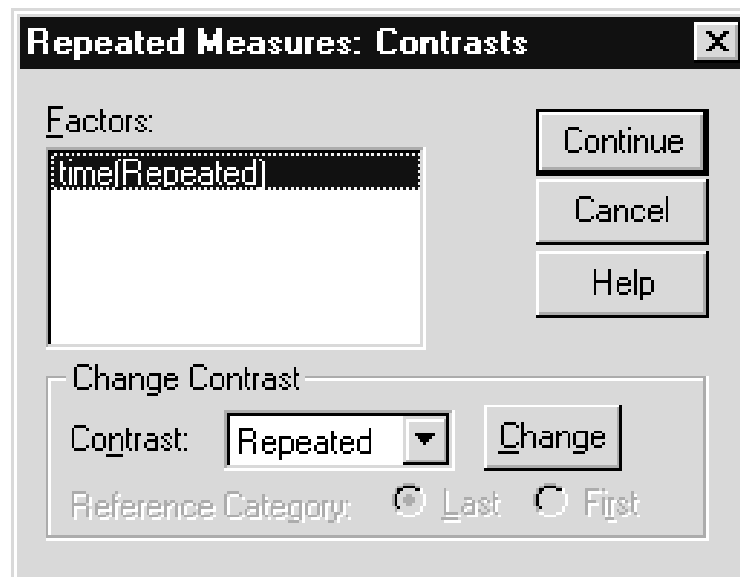 Repeated Measures: Contrasts
Factors:
time(Repeated)
Continue
Cancel
Help
Change Contrast
Contrast: Repeated Change
Reference Category: Last First